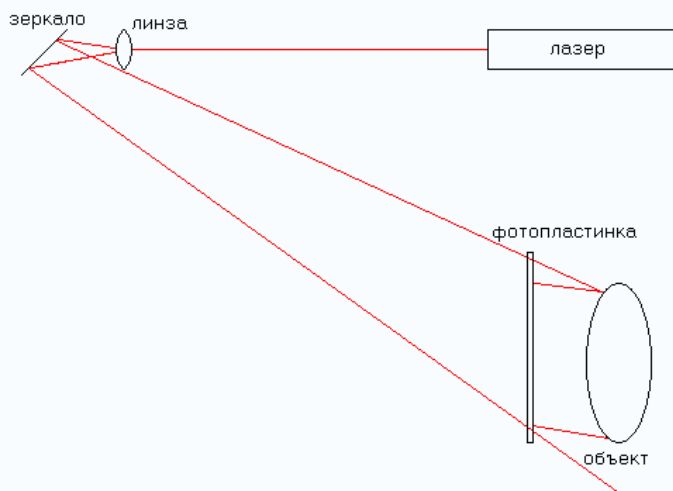 зеркало
линза
лазер
фотопластинка
объект